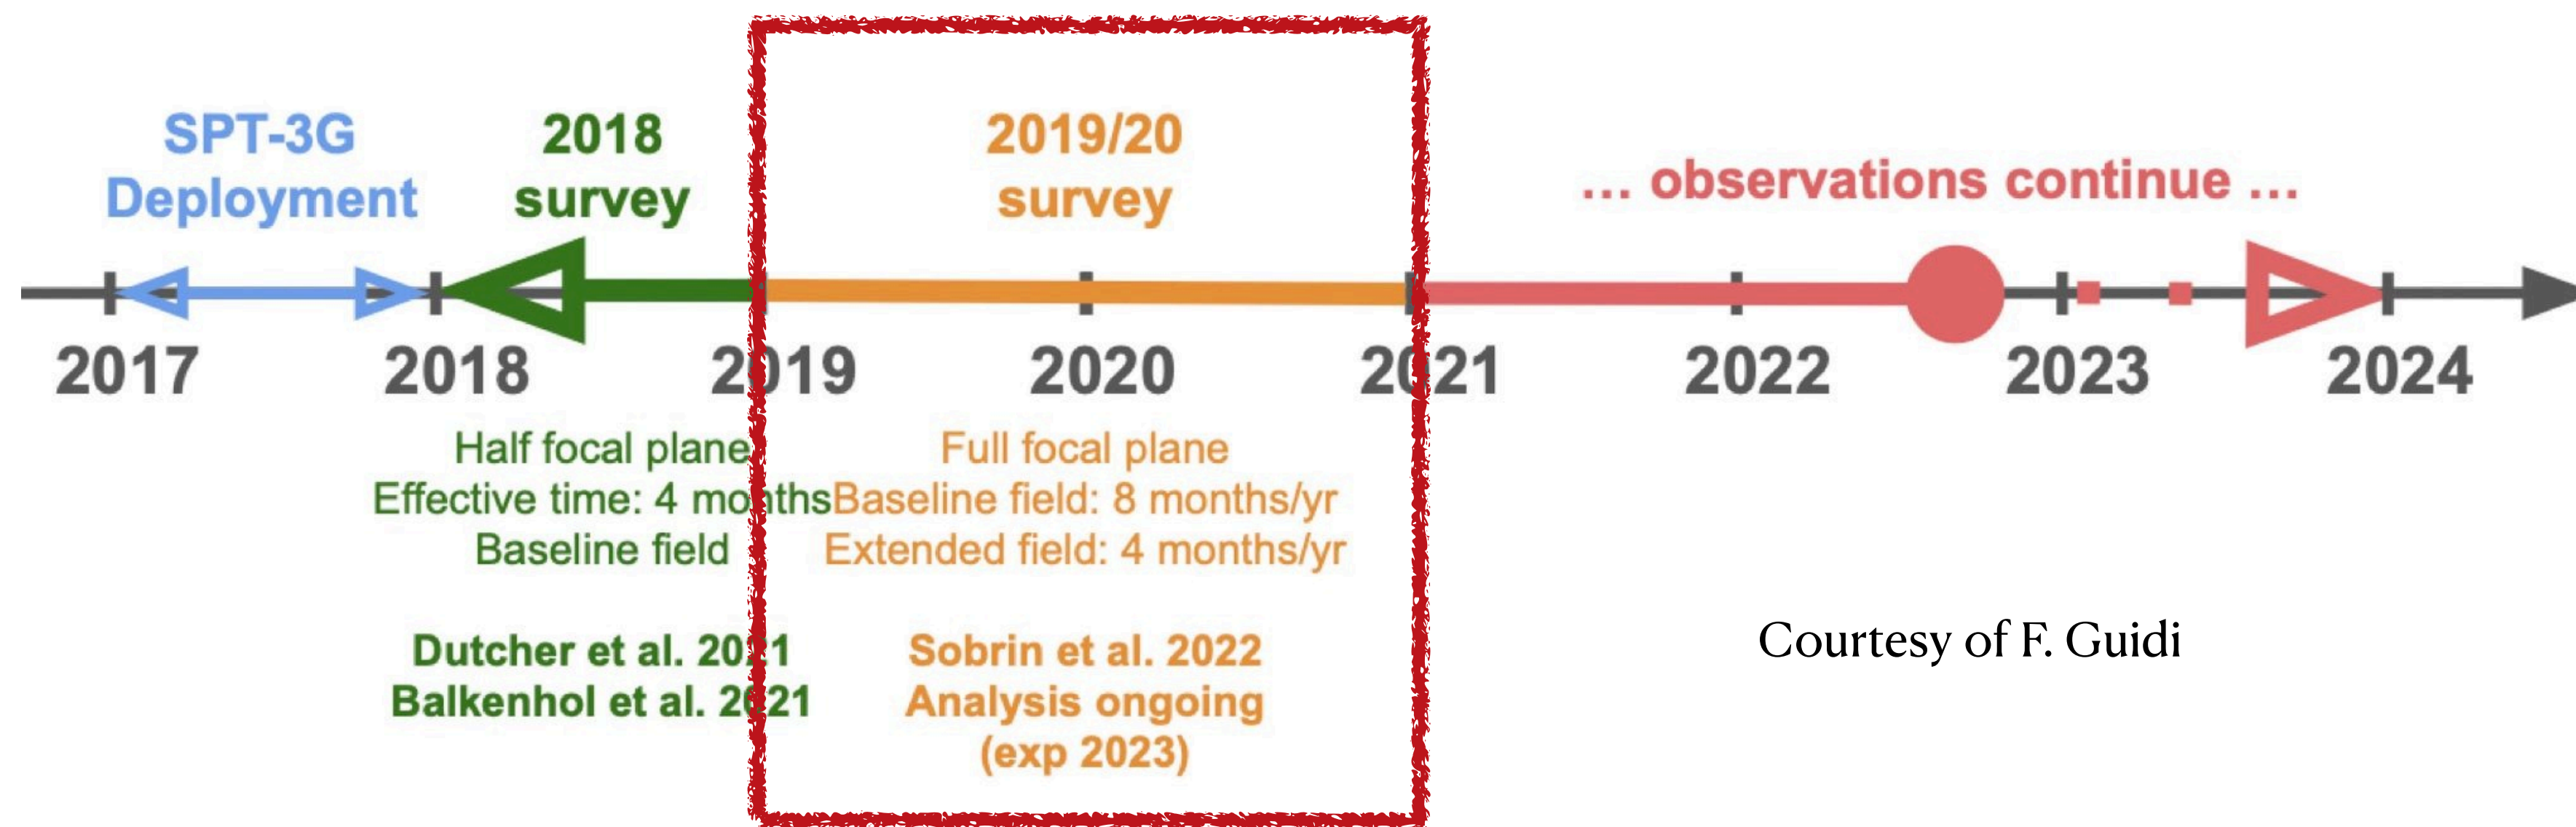 SPT-3G
Deployment
2018
survey
2019/20
survey
... observations continue ...
2017
2018
2019
2020
2021
2022
2023
2024
Half focal plane
Effective time: 4 months
Baseline field
Dutcher et al. 2021
Balkenhol et al. 2021
Full focal plane
Baseline field: 8 months/yr
Extended field: 4 months/yr
Sobrin et al. 2022
Analysis ongoing
(exp 2023)
Courtesy of F. Guidi